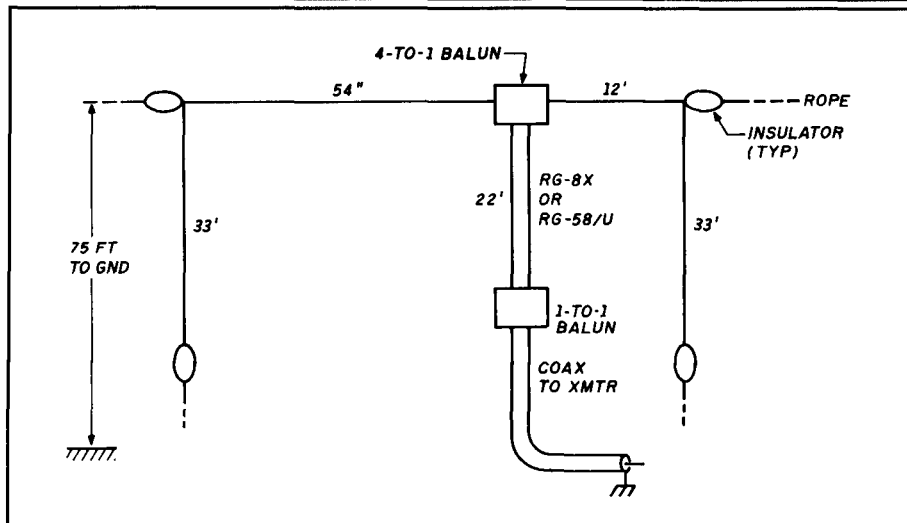 4-TO-1 BALUN
54"
12'
ROPE
INSULATOR
(TYP)
RG-8X
OR
RG-58/U
22'
33'
33'
75 FT
TO GND
1-TO-1
BALUN
COAX
TO XMTR